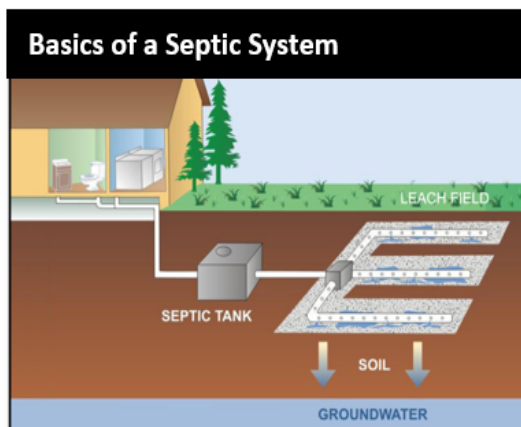 Basics of a Septic System
LEACH FIELD
SEPTIC TANK
SOIL
GROUNDWATER